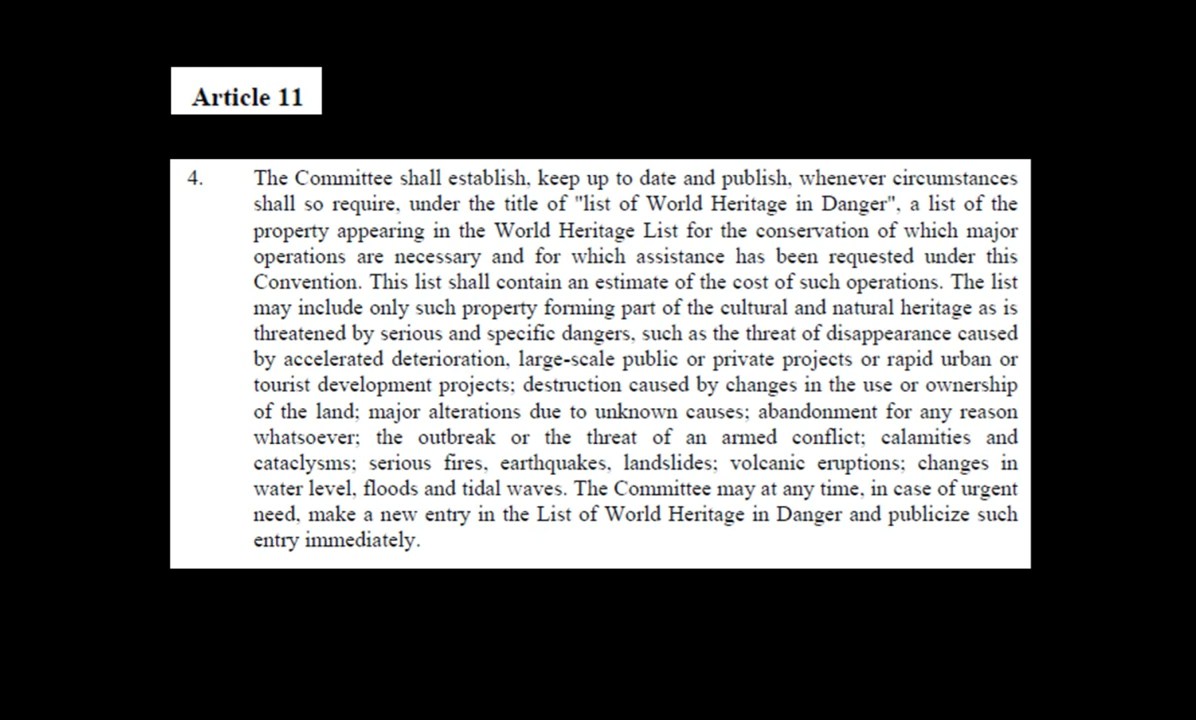 Article 11
4. The Committee shall establish, keep up to date and publish, whenever circumstances
shall so require, under the title of "list of World Heritage in Danger", a list of the
property appearing in the World Heritage List for the conservation of which major
operations are necessary and for which assistance has been requested under this
Convention. This list shall contain an estimate of the cost of such operations. The list
may include only such property forming part of the cultural and natural heritage as is
threatened by serious and specific dangers, such as the threat of disappearance caused
by accelerated deterioration, large-scale public or private projects or rapid urban or
tourist development projects; destruction caused by changes in the use or ownership
of the land; major alterations due to unknown causes; abandonment for any reason
whatsoever; the outbreak or the threat of an armed conflict; calamities and
cataclysms; serious fires, earthquakes, landslides; volcanic eruptions; changes in
water level, floods and tidal waves. The Committee may at any time, in case of urgent
need, make a new entry in the List of World Heritage in Danger and publicize such
entry immediately.